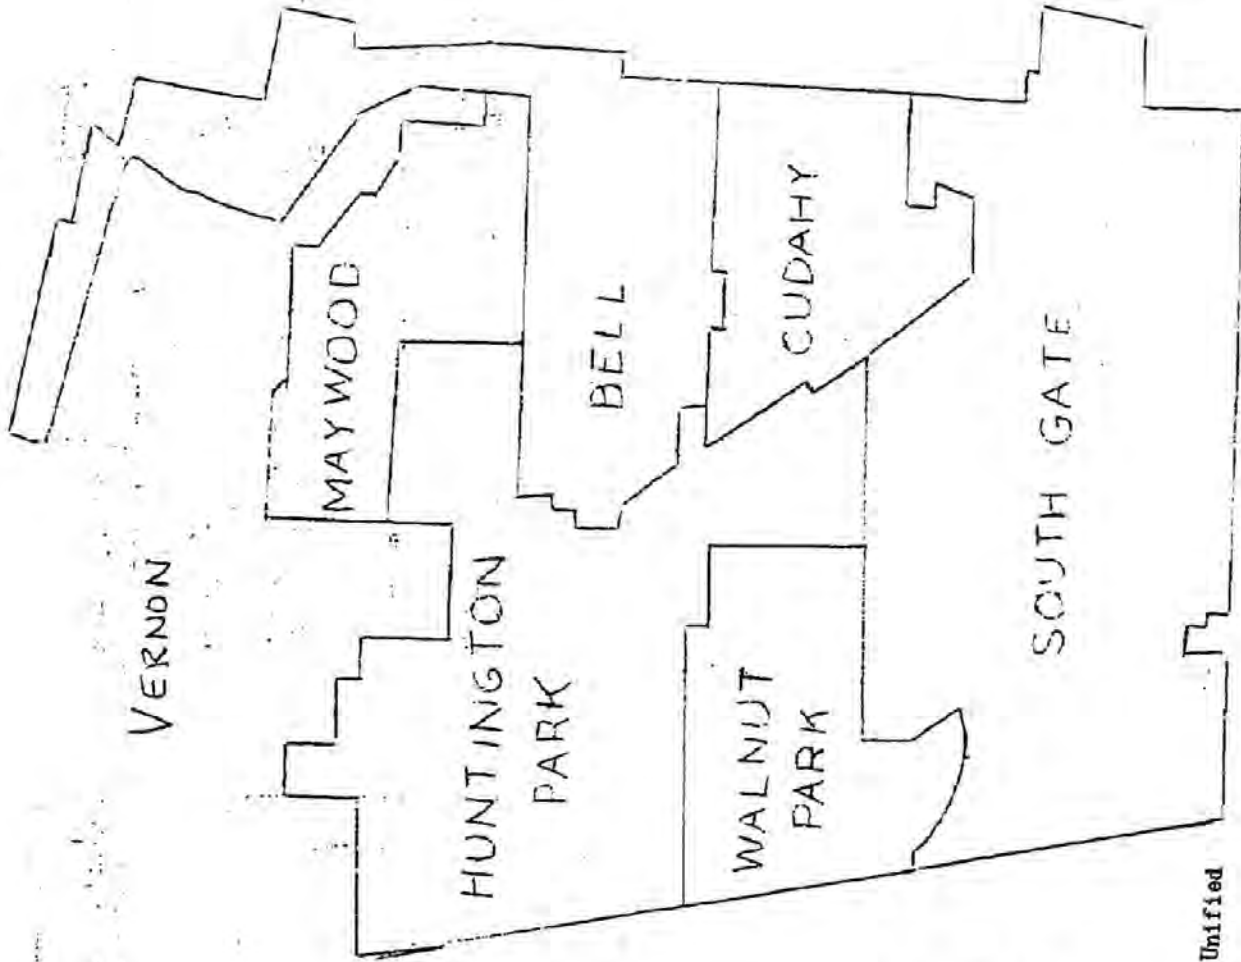 VERNON
MAYWOOD
HUNTINGTON
PARK
BELL
CUDAHY
WALNUT
PARK
SOUTH GATE
Unified